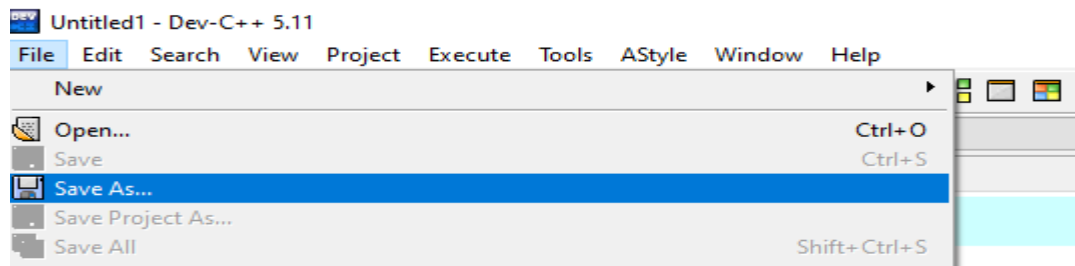 DEV Untitled1 - Dev-C++ 5.11
File Edit Search View Project Execute Tools AStyle Window Help
New
Open... Ctrl+O
Save Ctrl+S
Save As...
Save Project As...
Save All Shift+Ctrl+S